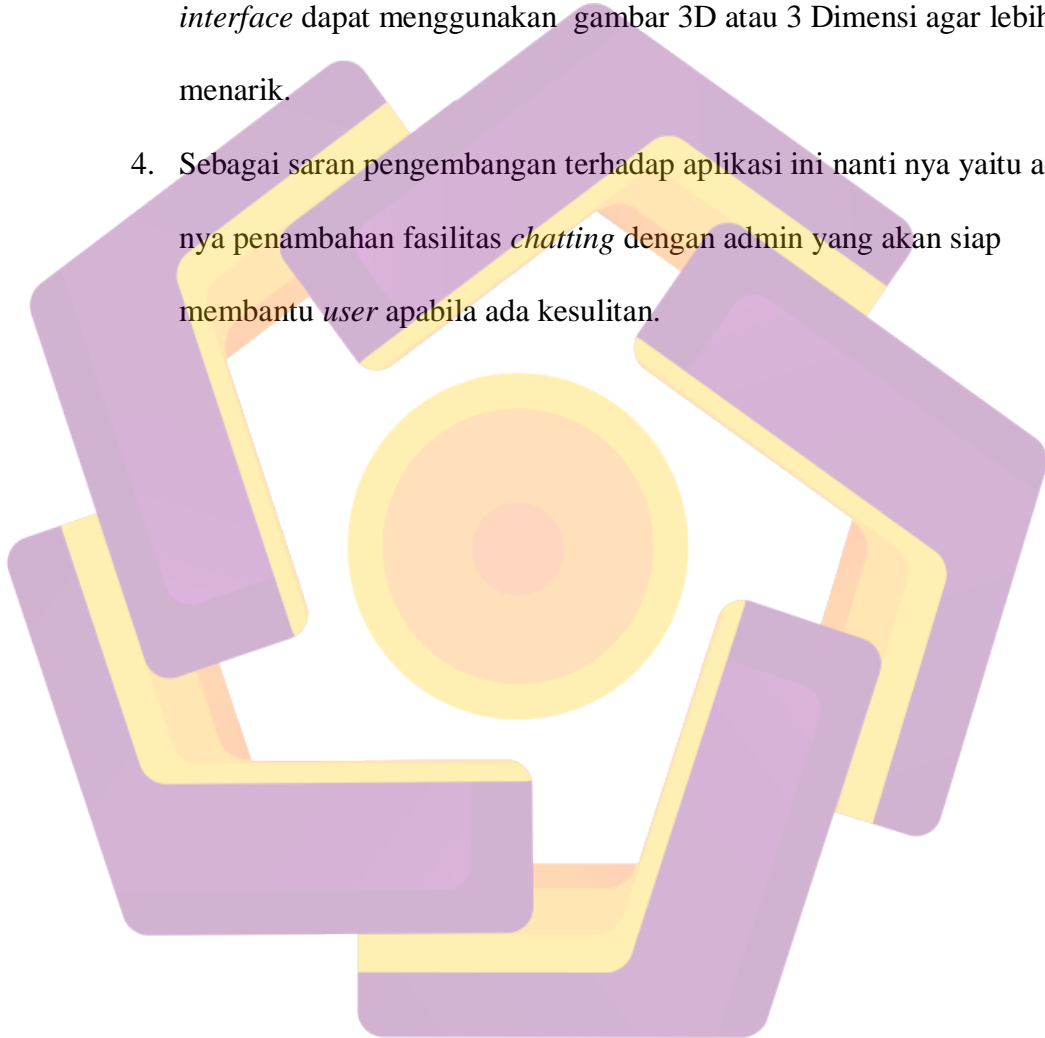 interface dapat menggunakan gambar 3D atau 3 Dimensi agar lebih
menarik.
4. Sebagai saran pengembangan terhadap aplikasi ini nanti nya yaitu a
nya penambahan fasilitas chatting dengan admin yang akan siap
membantu user apabila ada kesulitan.